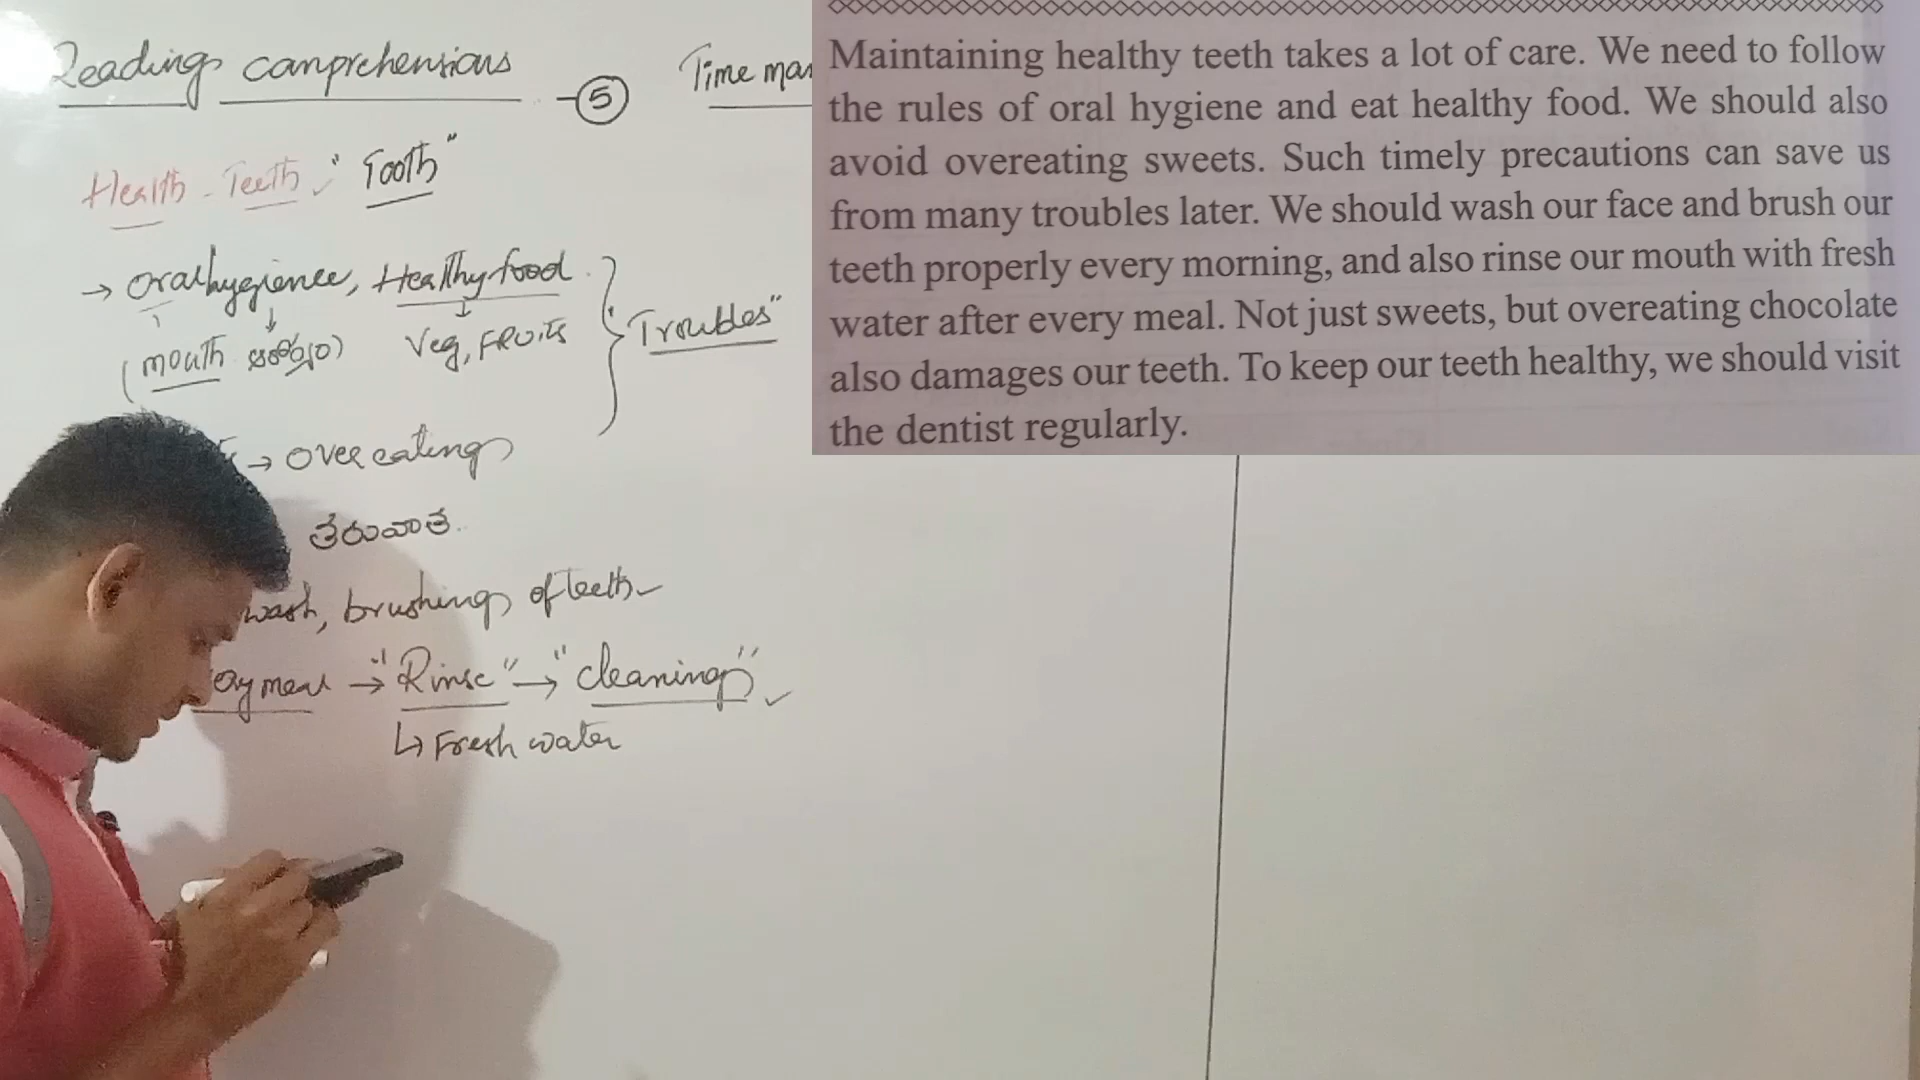 Reading comprehensions
-⑤
Time man
Health - Teeth, "Tooth"
→ oralhygience, Healthy food
(mouth
Veg, FRUITS
"Troubles"
→ Over eating
తరువాత.
wash, brushing of teeth
meal → "Rinse" → "cleaning"
↳ Fresh water
Maintaining healthy teeth takes a lot of care. We need to follow
the rules of oral hygiene and eat healthy food. We should also
avoid overeating sweets. Such timely precautions can save us
from many troubles later. We should wash our face and brush our
teeth properly every morning, and also rinse our mouth with fresh
water after every meal. Not just sweets, but overeating chocolate
also damages our teeth. To keep our teeth healthy, we should visit
the dentist regularly.